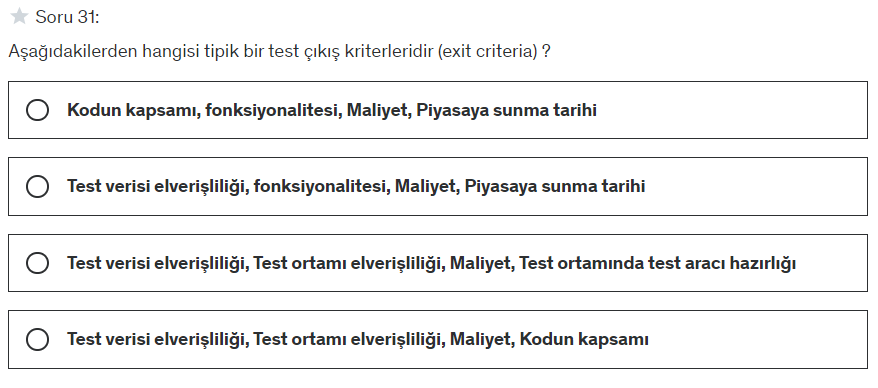 Soru 31:
Aşağıdakilerden hangisi tipik bir test çıkış kriterleridir (exit criteria) ?
Kodun kapsamı, fonksiyonalitesi, Maliyet, Piyasaya sunma tarihi
Test verisi elverişliliği, fonksiyonalitesi, Maliyet, Piyasaya sunma tarihi
Test verisi elverişliliği, Test ortamı elverişliliği, Maliyet, Test ortamında test aracı hazırlığı
Test verisi elverişliliği, Test ortamı elverişliliği, Maliyet, Kodun kapsamı